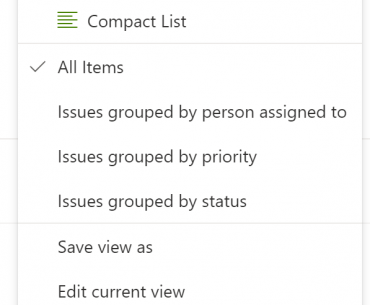 Compact List
All Items
Issues grouped by person assigned to
Issues grouped by priority
Issues grouped by status
Save view as
Edit current view